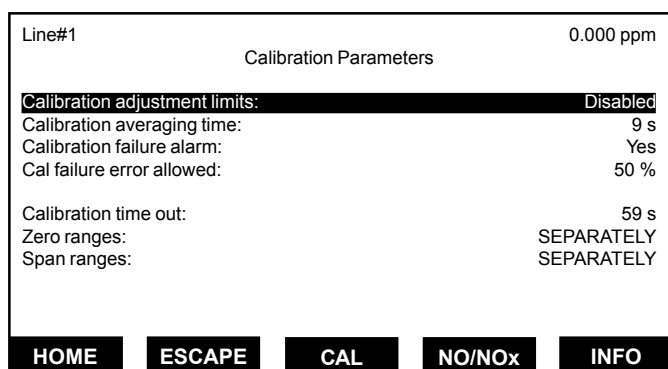 Line#1 0.000 ppm
Calibration Parameters
Calibration adjustment limits: Disabled
Calibration averaging time: 9 s
Calibration failure alarm: Yes
Cal failure error allowed: 50 %
Calibration time out: 59 s
Zero ranges: SEPARATELY
Span ranges: SEPARATELY
HOME ESCAPE CAL NO/NOx INFO